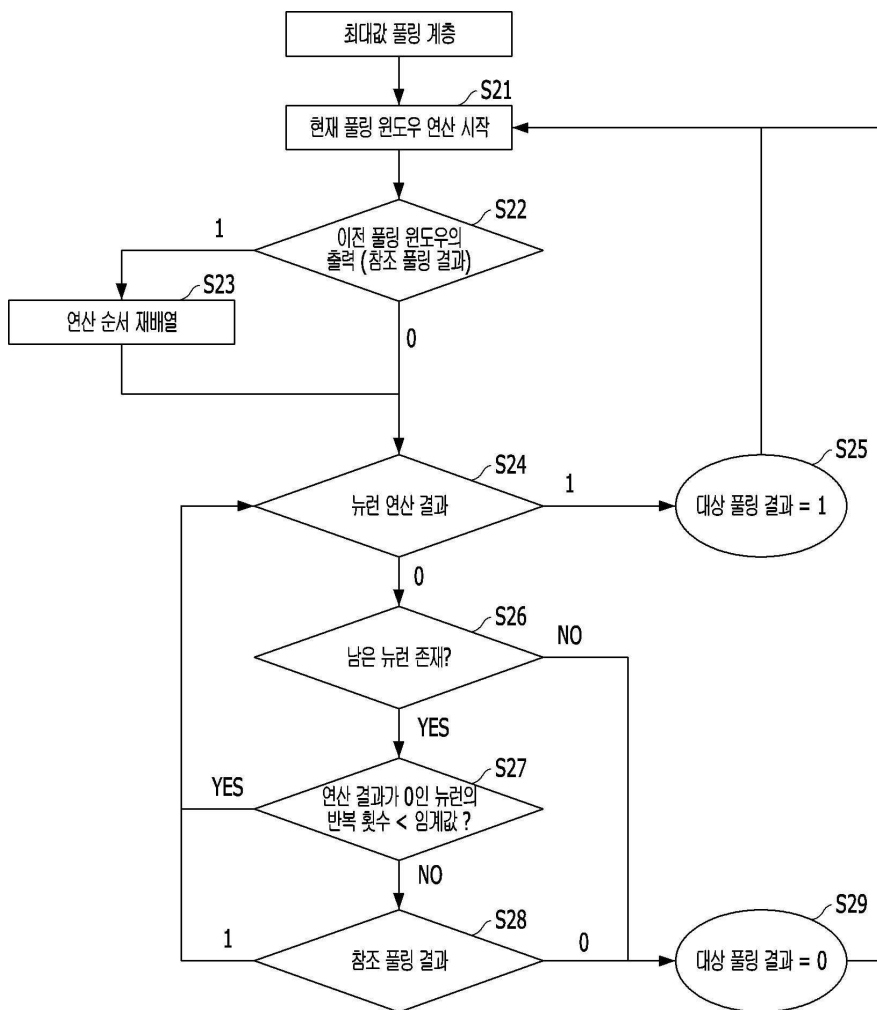 최대값 풀링 계층
S21
현재 풀링 윈도우 연산 시작
S22
1
이전 풀링 윈도우의
출력 (참조 풀링 결과)
S23
연산 순서 재배열
0
S24
S25
뉴런 연산 결과
1
대상 풀링 결과 = 1
0
S26
NO
남은 뉴런 존재?
YES
S27
YES
연산 결과가 0인 뉴런의
반복 횟수 < 임계값 ?
NO
S28
S29
1
참조 풀링 결과
0
대상 풀링 결과 = 0